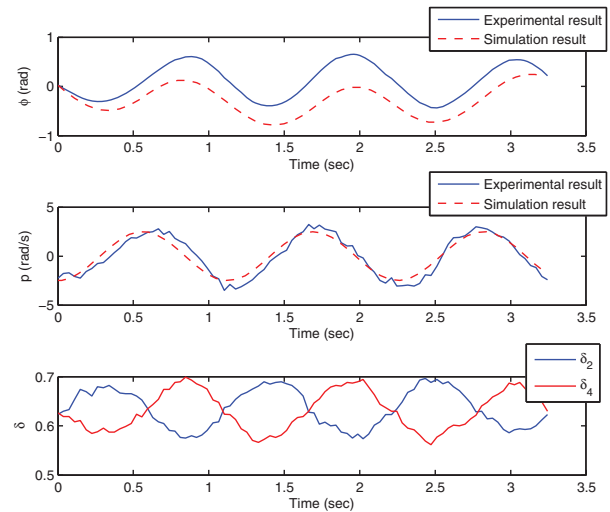 Experimental result
Simulation result
1
0
−1
ϕ (rad)
0 0.5 1 1.5 2 2.5 3 3.5
Time (sec)
Experimental result
Simulation result
5
0
−5
p (rad/s)
0 0.5 1 1.5 2 2.5 3 3.5
Time (sec)
δ2
δ4
0.7
0.6
0.5
δ
0 0.5 1 1.5 2 2.5 3 3.5
Time (sec)